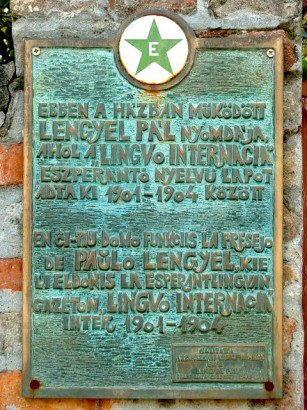 E
EBBEN A HÁZBAN MŰKÖDÖTT
LENGYEL PÁL NYOMDÁJA,
AHOL A „LINGVO INTERNACIA”
ESZPERANTÓ NYELVŰ LAPOT
ADTA KI 1901-1904 KÖZÖTT
EN ĈI-TIU DOMO FUNKCIIS LA PRESEJO
DE PAŬLO LENGYEL, KIE
LI ELDONIS LA ESPERANTLINGVAN
GAZETON LINGVO INTERNACIA
INTER 1901-1904